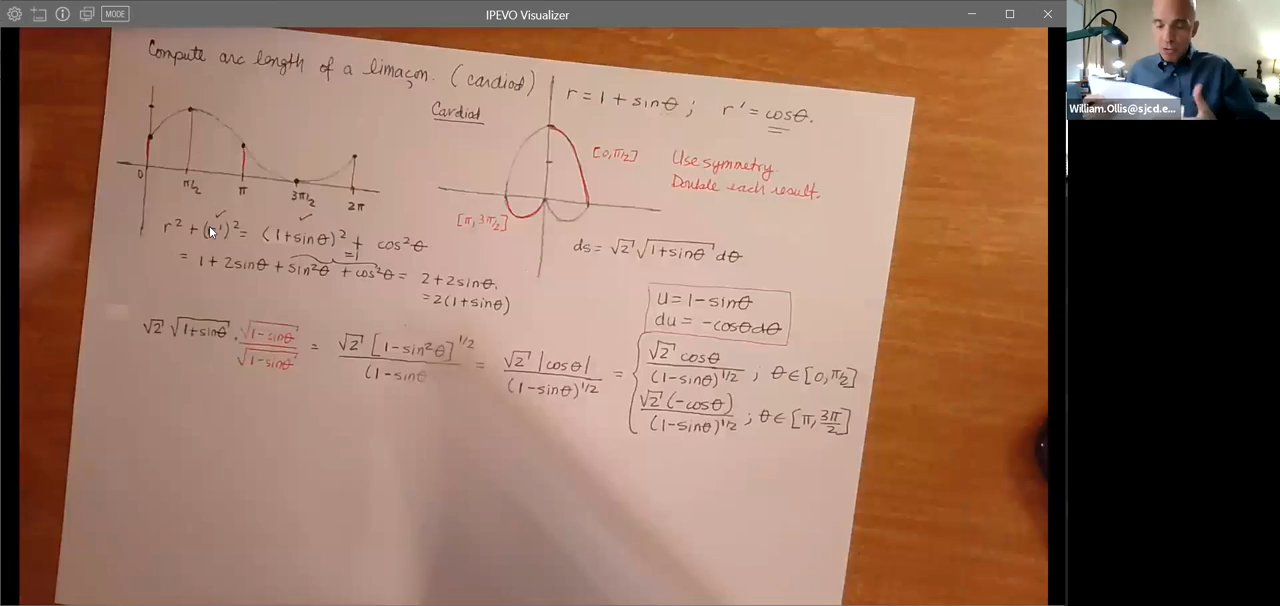 MODE
IPEVO Visualizer
William.Ollis@sjcd.e...
Compute arc length of a limaçon. (cardiod)
r = 1 + sinθ ; r' = cosθ.
Cardiod
[0, π/2]
Use symmetry.
Double each result.
0 π/2 π 3π/2 2π
[π, 3π/2]
r² + (r')² = (1+sinθ)² + cos²θ
= 1 + 2sinθ + sin²θ + cos²θ = 2 + 2sinθ.
=1
= 2(1+sinθ)
ds = √2 √1+sinθ dθ
u = 1 - sinθ
du = -cosθdθ
√2 √1+sinθ · √1-sinθ / √1-sinθ = √2 [1-sin²θ]^1/2 / (1-sinθ = √2 |cosθ| / (1-sinθ)^1/2 = { √2 cosθ / (1-sinθ)^1/2 ; θ∈[0, π/2]
√2 (-cosθ) / (1-sinθ)^1/2 ; θ∈[π, 3π/2]